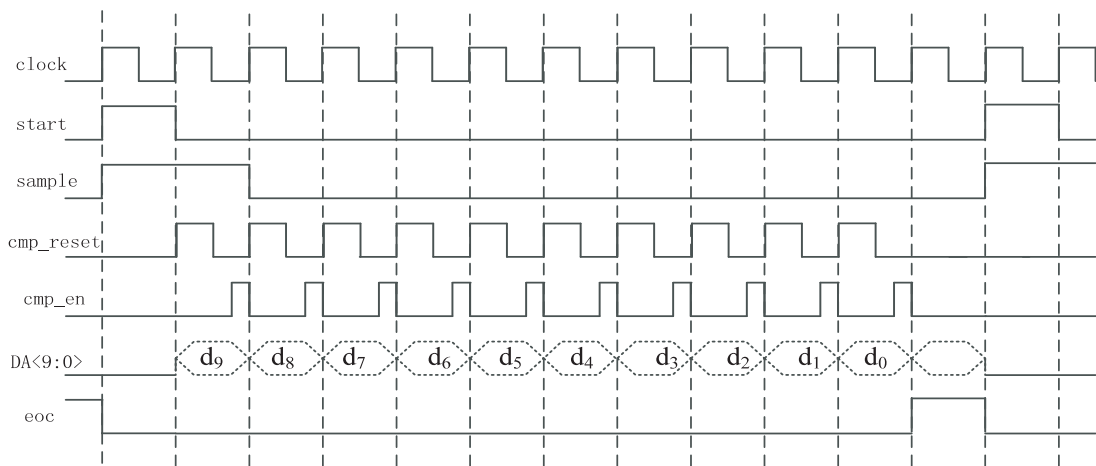 clock
start
sample
cmp_reset
cmp_en
DA<9:0> d9 d8 d7 d6 d5 d4 d3 d2 d1 d0
eoc